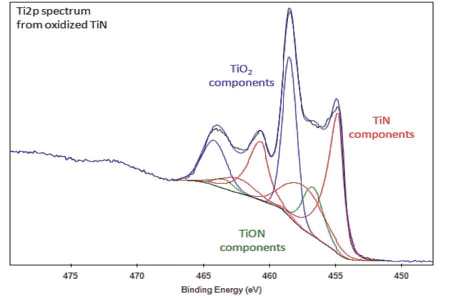 Ti2p spectrum
from oxidized TiN
TiO₂
components
TiN
components
TiON
components
475
470
465
460
455
450
Binding Energy (eV)